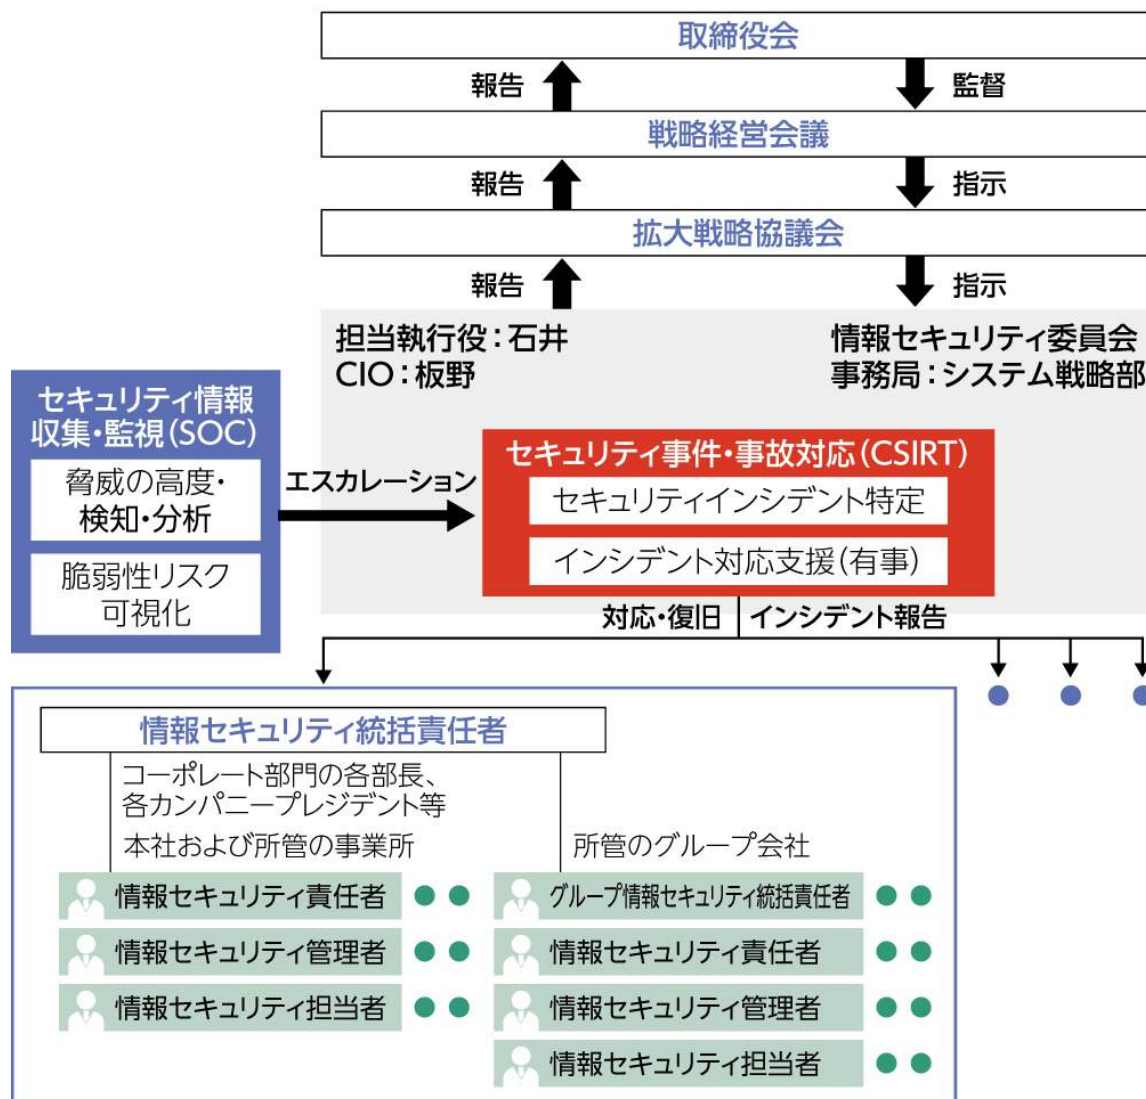 取締役会
報告
監督
戦略経営会議
報告
指示
拡大戦略協議会
報告
指示
担当執行役：石井
CIO：板野
情報セキュリティ委員会
事務局：システム戦略部
セキュリティ情報
収集・監視(SOC)
脅威の高度・
検知・分析
脆弱性リスク
可視化
エスカレーション
セキュリティ事件・事故対応(CSIRT)
セキュリティインシデント特定
インシデント対応支援(有事)
対応・復旧
インシデント報告
情報セキュリティ統括責任者
コーポレート部門の各部長、
各カンパニープレジデント等
本社および所管の事業所
所管のグループ会社
情報セキュリティ責任者
情報セキュリティ管理者
情報セキュリティ担当者
グループ情報セキュリティ統括責任者
情報セキュリティ責任者
情報セキュリティ管理者
情報セキュリティ担当者